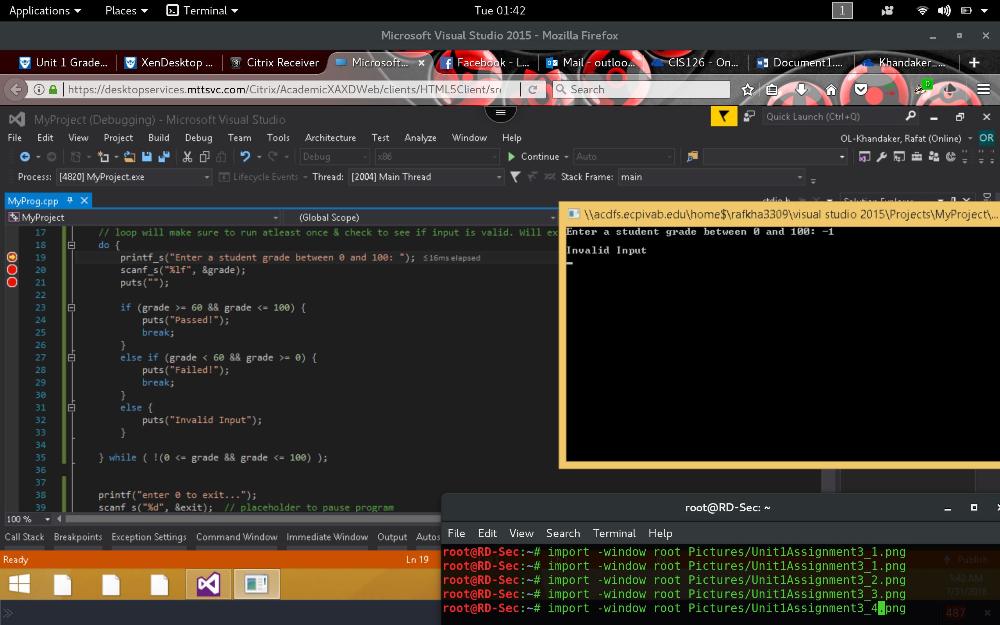 Applications Places Terminal Tue 01:42 1
Microsoft Visual Studio 2015 - Mozilla Firefox
Unit 1 Grade... XenDesktop ... Citrix Receiver Microsoft... Facebook - L... Mail - outloo... CIS126 - On... Document1.... Khandaker_...
https://desktopservices.mttsvc.com/Citrix/AcademicXAXDWeb/clients/HTML5Client/src Search 0
MyProject (Debugging) - Microsoft Visual Studio Quick Launch (Ctrl+Q)
File Edit View Project Build Debug Team Tools Architecture Test Analyze Window Help OL-Khandaker, Rafat (Online) OR
Debug x86 Continue Auto
Process: [4820] MyProject.exe Lifecycle Events Thread: [2004] Main Thread Stack Frame: main
MyProg.cpp stdio.h Solution Explorer
MyProject (Global Scope)
17 // loop will make sure to run atleast once & check to see if input is valid. Will ex
18 do {
19 printf_s("Enter a student grade between 0 and 100: "); ≤16ms elapsed
20 scanf_s("%lf", &grade);
21 puts("");
22
23 if (grade >= 60 && grade <= 100) {
24 puts("Passed!");
25 break;
26 }
27 else if (grade < 60 && grade >= 0) {
28 puts("Failed!");
29 break;
30 }
31 else {
32 puts("Invalid Input");
33 }
34
35 } while ( !(0 <= grade && grade <= 100) );
36
37
38 printf("enter 0 to exit...");
39 scanf_s("%d", &exit); // placeholder to pause program
100 %
Call Stack Breakpoints Exception Settings Command Window Immediate Window Output Autos
Ready Ln 19
\\acdfs.ecpivab.edu\home$\rafkha3309\visual studio 2015\Projects\MyProject\...
Enter a student grade between 0 and 100: -1
Invalid Input
root@RD-Sec: ~
File Edit View Search Terminal Help
root@RD-Sec:~# import -window root Pictures/Unit1Assignment3_1.png
root@RD-Sec:~# import -window root Pictures/Unit1Assignment3_1.png
root@RD-Sec:~# import -window root Pictures/Unit1Assignment3_2.png
root@RD-Sec:~# import -window root Pictures/Unit1Assignment3_3.png
root@RD-Sec:~# import -window root Pictures/Unit1Assignment3_4.png
Publish
1:42 AM
7/31/2018
487